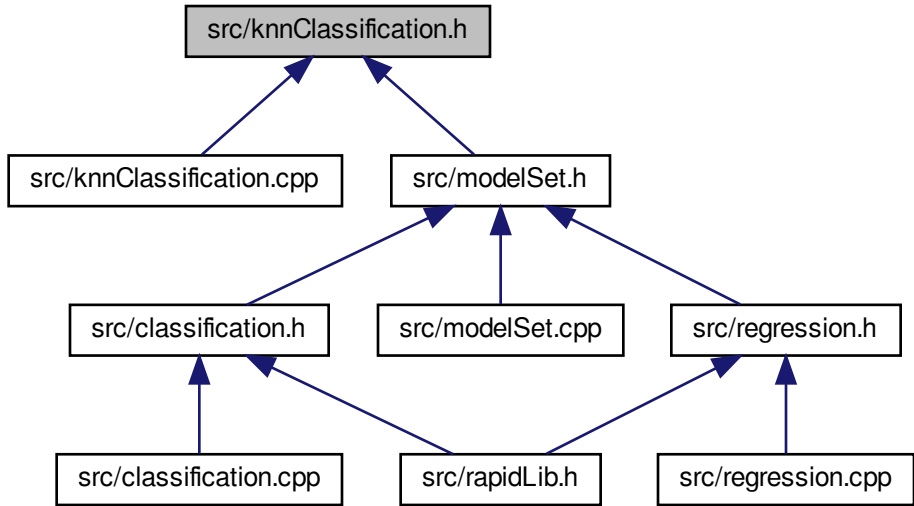 src/knnClassification.h
src/knnClassification.cpp
src/modelSet.h
src/classification.h
src/modelSet.cpp
src/regression.h
src/classification.cpp
src/rapidLib.h
src/regression.cpp